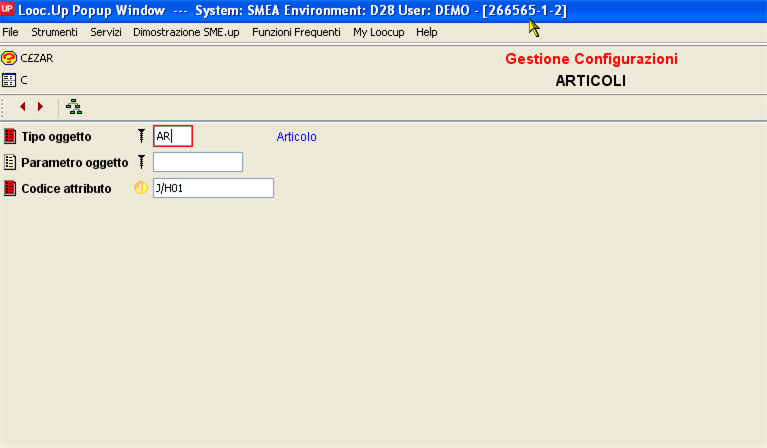 UP Looc.Up Popup Window --- System: SMEA Environment: D28 User: DEMO - [266565-1-2]
File Strumenti Servizi Dimostrazione SME.up Funzioni Frequenti My Loocup Help
C£ZAR
Gestione Configurazioni
C
ARTICOLI
Tipo oggetto AR Articolo
Parametro oggetto
Codice attributo J J/H01